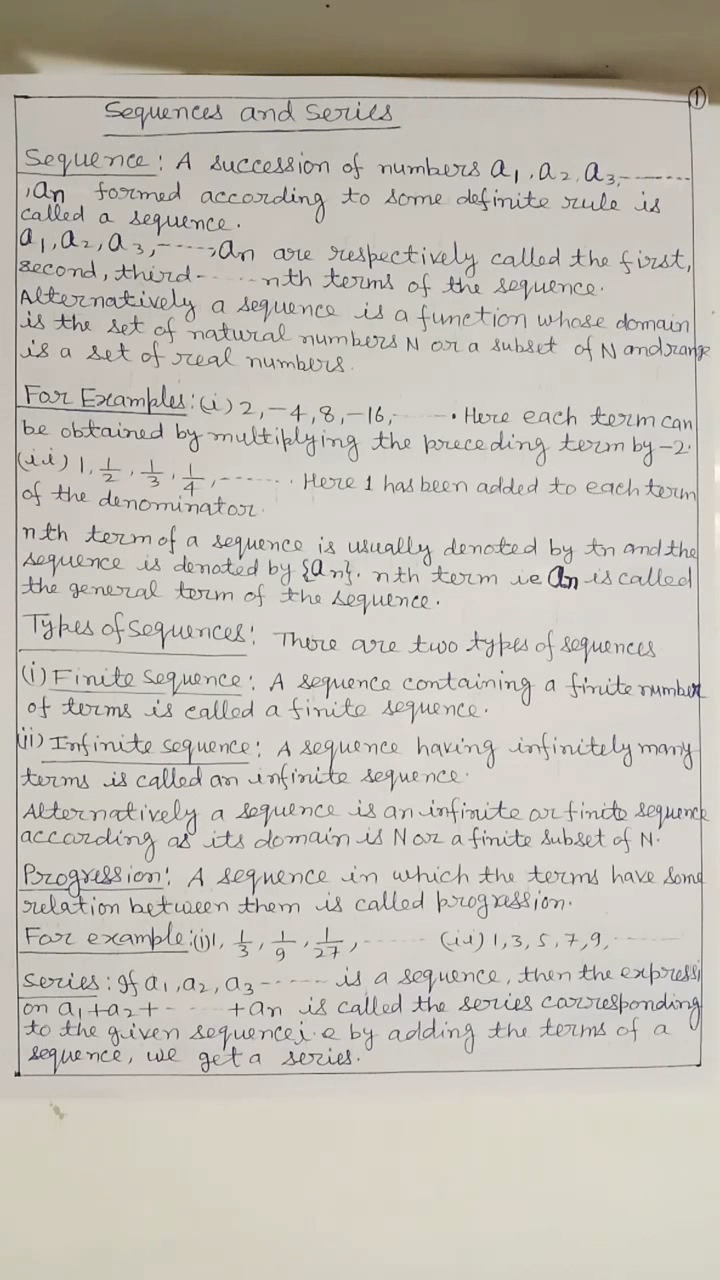 ①
Sequences and Series
Sequence: A succession of numbers a₁, a₂, a₃,-------
,an formed according to some definite rule is
called a sequence.
a₁, a₂, a₃,-----,an are respectively called the first,
second, third------nth terms of the sequence.
Alternatively a sequence is a function whose domain
is the set of natural numbers N or a subset of N and range
is a set of real numbers.
For Examples: (i) 2, -4, 8, -16,------. Here each term can
be obtained by multiplying the preceding term by -2.
(ii) 1, 1/2, 1/3, 1/4,-------. Here 1 has been added to each term
of the denominator.
nth term of a sequence is usually denoted by tn and the
sequence is denoted by {an}. nth term ie an is called
the general term of the sequence.
Types of sequences: There are two types of sequences
(i) Finite sequence: A sequence containing a finite number
of terms is called a finite sequence.
(ii) Infinite sequence: A sequence having infinitely many
terms is called an infinite sequence.
Alternatively a sequence is an infinite or finite sequence
according as its domain is N or a finite subset of N.
Progression: A sequence in which the terms have some
relation between them is called prograssion.
For example: (i) 1, 1/3, 1/9, 1/27,------- (ii) 1, 3, 5, 7, 9,-------
Series: If a₁, a₂, a₃------ is a sequence, then the expressi
on a₁+a₂+------+an is called the series corresponding
to the given sequence i.e by adding the terms of a
sequence, we get a series.